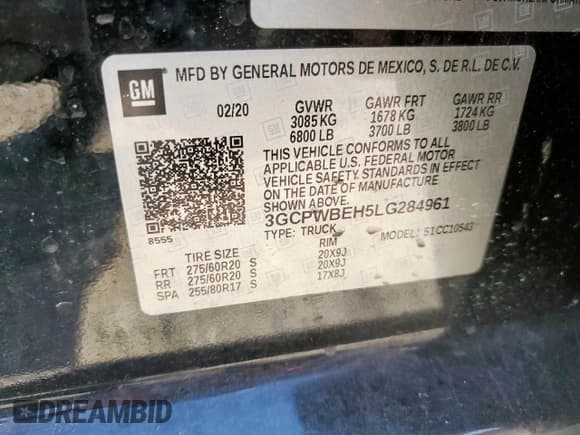 GM
MFD BY GENERAL MOTORS DE MEXICO, S. DE R.L. DE C.V.
02/20 GVWR GAWR FRT GAWR RR
3085 KG 1678 KG 1724 KG
6800 LB 3700 LB 3800 LB
THIS VEHICLE CONFORMS TO ALL
APPLICABLE U.S. FEDERAL MOTOR
VEHICLE SAFETY STANDARDS IN
EFFECT ON THE DATE OF
MANUFACTURE SHOWN ABOVE.
3GCPWBEH5LG284961
TYPE: TRUCK MODEL: S1CC10543
8555
TIRE SIZE RIM
FRT 275/60R20 S 20X9J
RR 275/60R20 S 20X9J
SPA 255/80R17 S 17X8J
DREAMBID